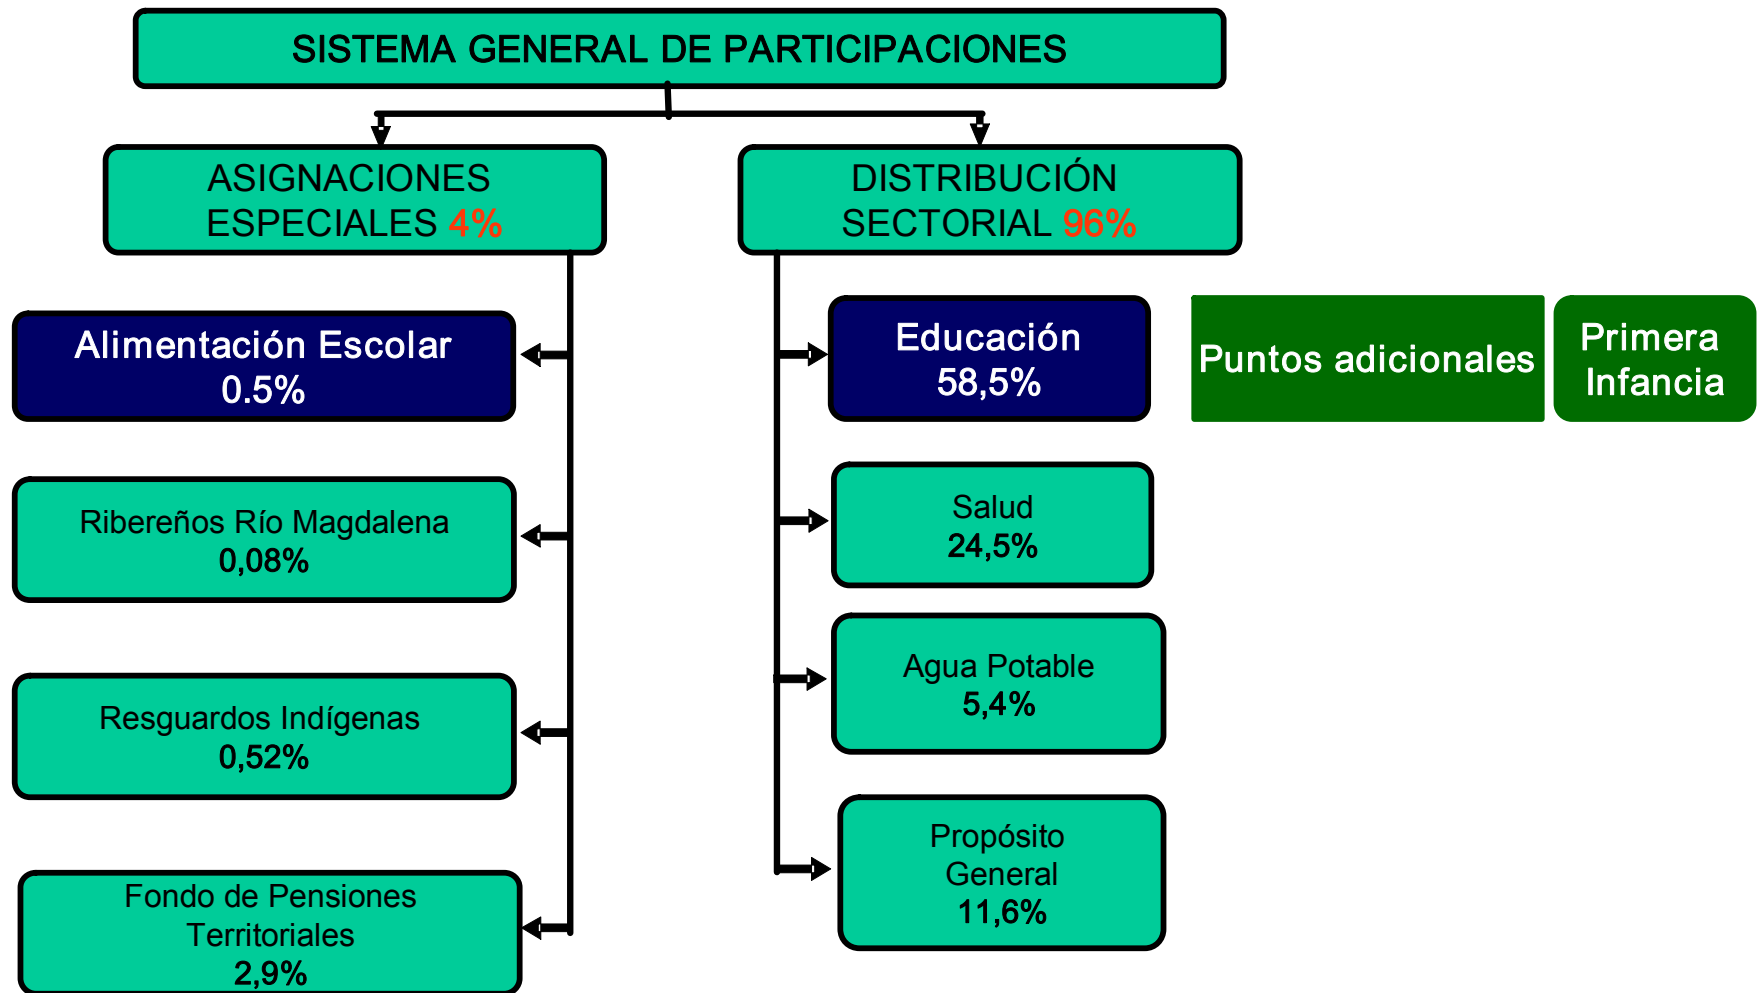 SISTEMA GENERAL DE PARTICIPACIONES
ASIGNACIONES
ESPECIALES 4%
DISTRIBUCIÓN
SECTORIAL 96%
Alimentación Escolar
0.5%
Ribereños Río Magdalena
0,08%
Resguardos Indígenas
0,52%
Fondo de Pensiones
Territoriales
2,9%
Educación
58,5%
Puntos adicionales
Primera
Infancia
Salud
24,5%
Agua Potable
5,4%
Propósito
General
11,6%